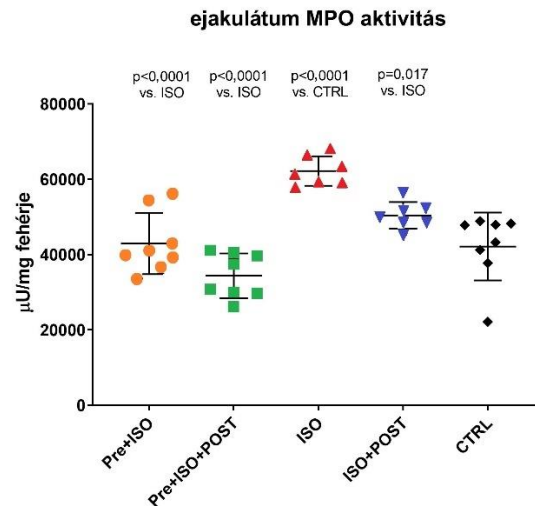 ejakulátum MPO aktivitás
p<0,0001 p<0,0001 p<0,0001 p=0,017
vs. ISO vs. ISO vs. CTRL vs. ISO
80000
60000
40000
20000
0
µU/mg fehérje
Pre+ISO
Pre+ISO+POST
ISO
ISO+POST
CTRL